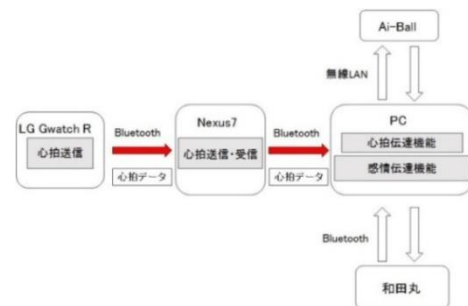 Ai-Ball
無線LAN
LG Gwatch R
心拍送信
Bluetooth
心拍データ
Nexus7
心拍送信・受信
Bluetooth
心拍データ
PC
心拍伝達機能
感情伝達機能
Bluetooth
和田丸